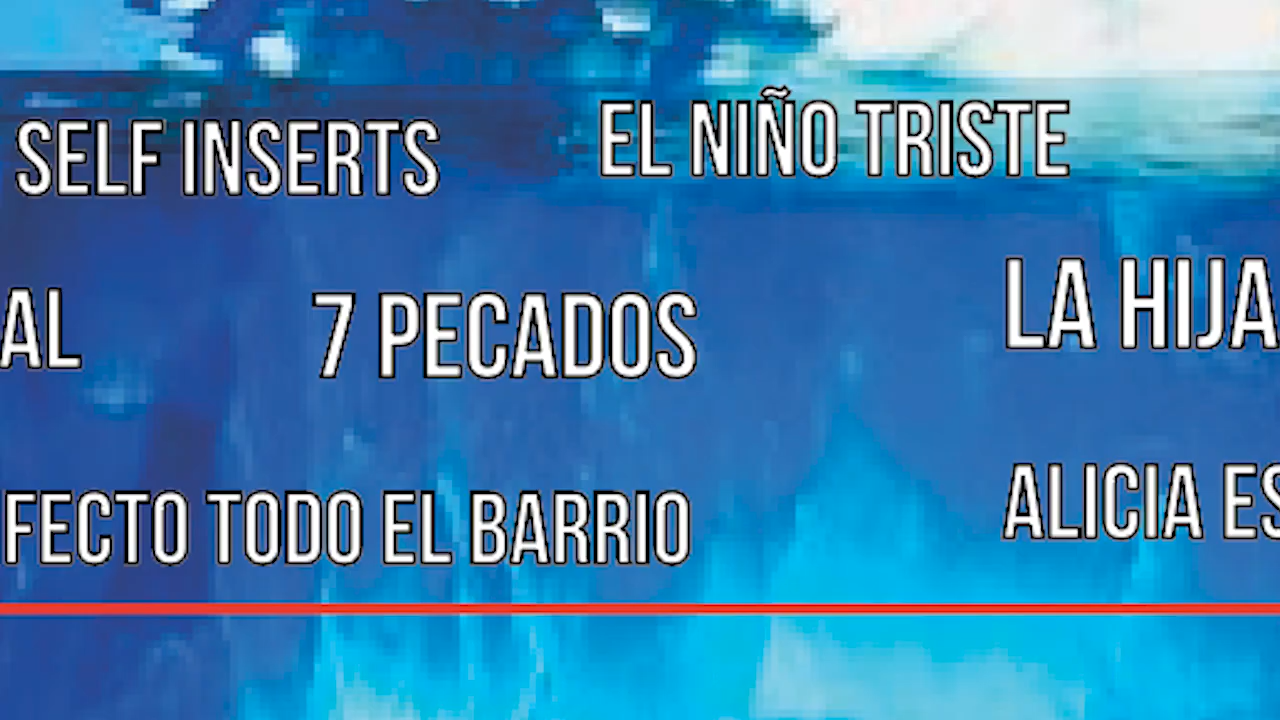 SELF INSERTS
EL NIÑO TRISTE
AL
7 PECADOS
LA HIJA
FECTO TODO EL BARRIO
ALICIA ES